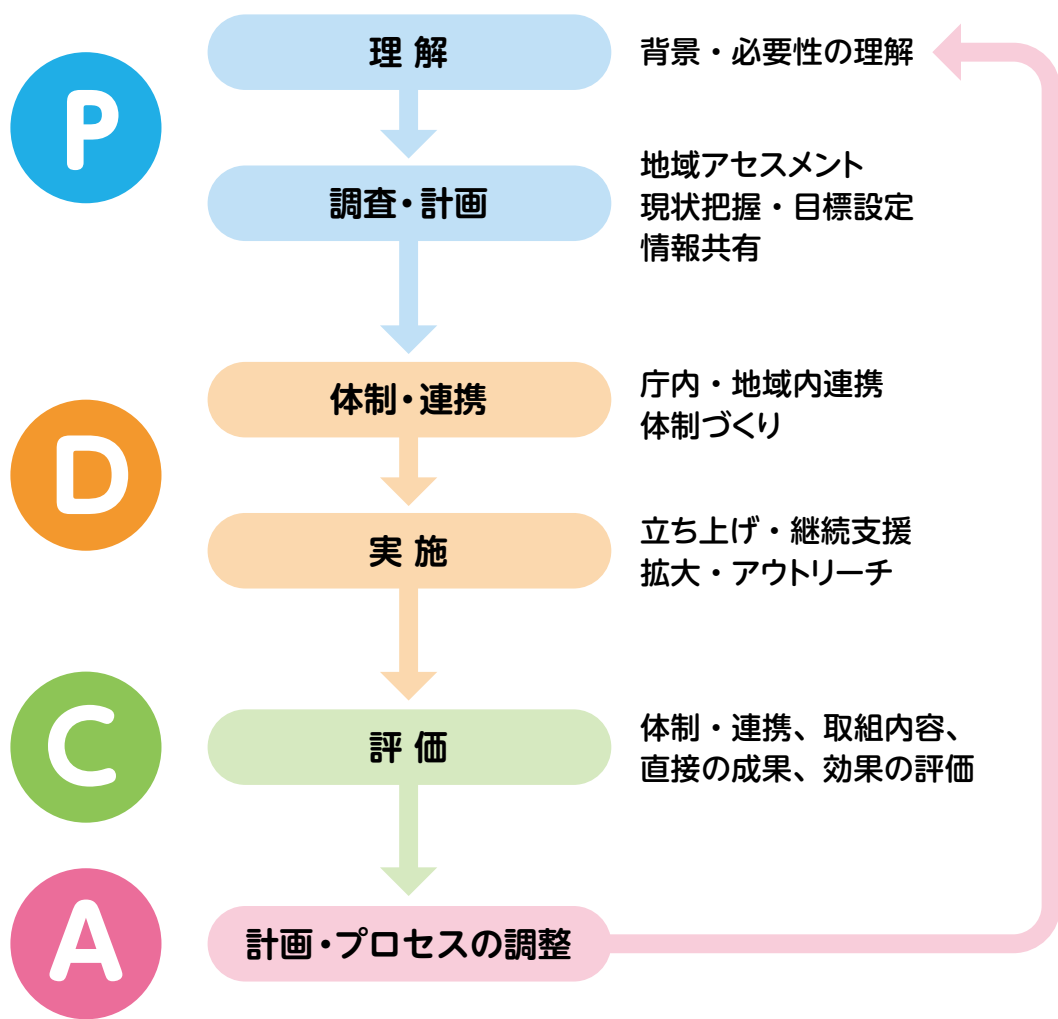 P
理解
背景・必要性の理解
調査・計画
地域アセスメント
現状把握・目標設定
情報共有
D
体制・連携
庁内・地域内連携
体制づくり
実施
立ち上げ・継続支援
拡大・アウトリーチ
C
評価
体制・連携、取組内容、
直接の成果、効果の評価
A
計画・プロセスの調整